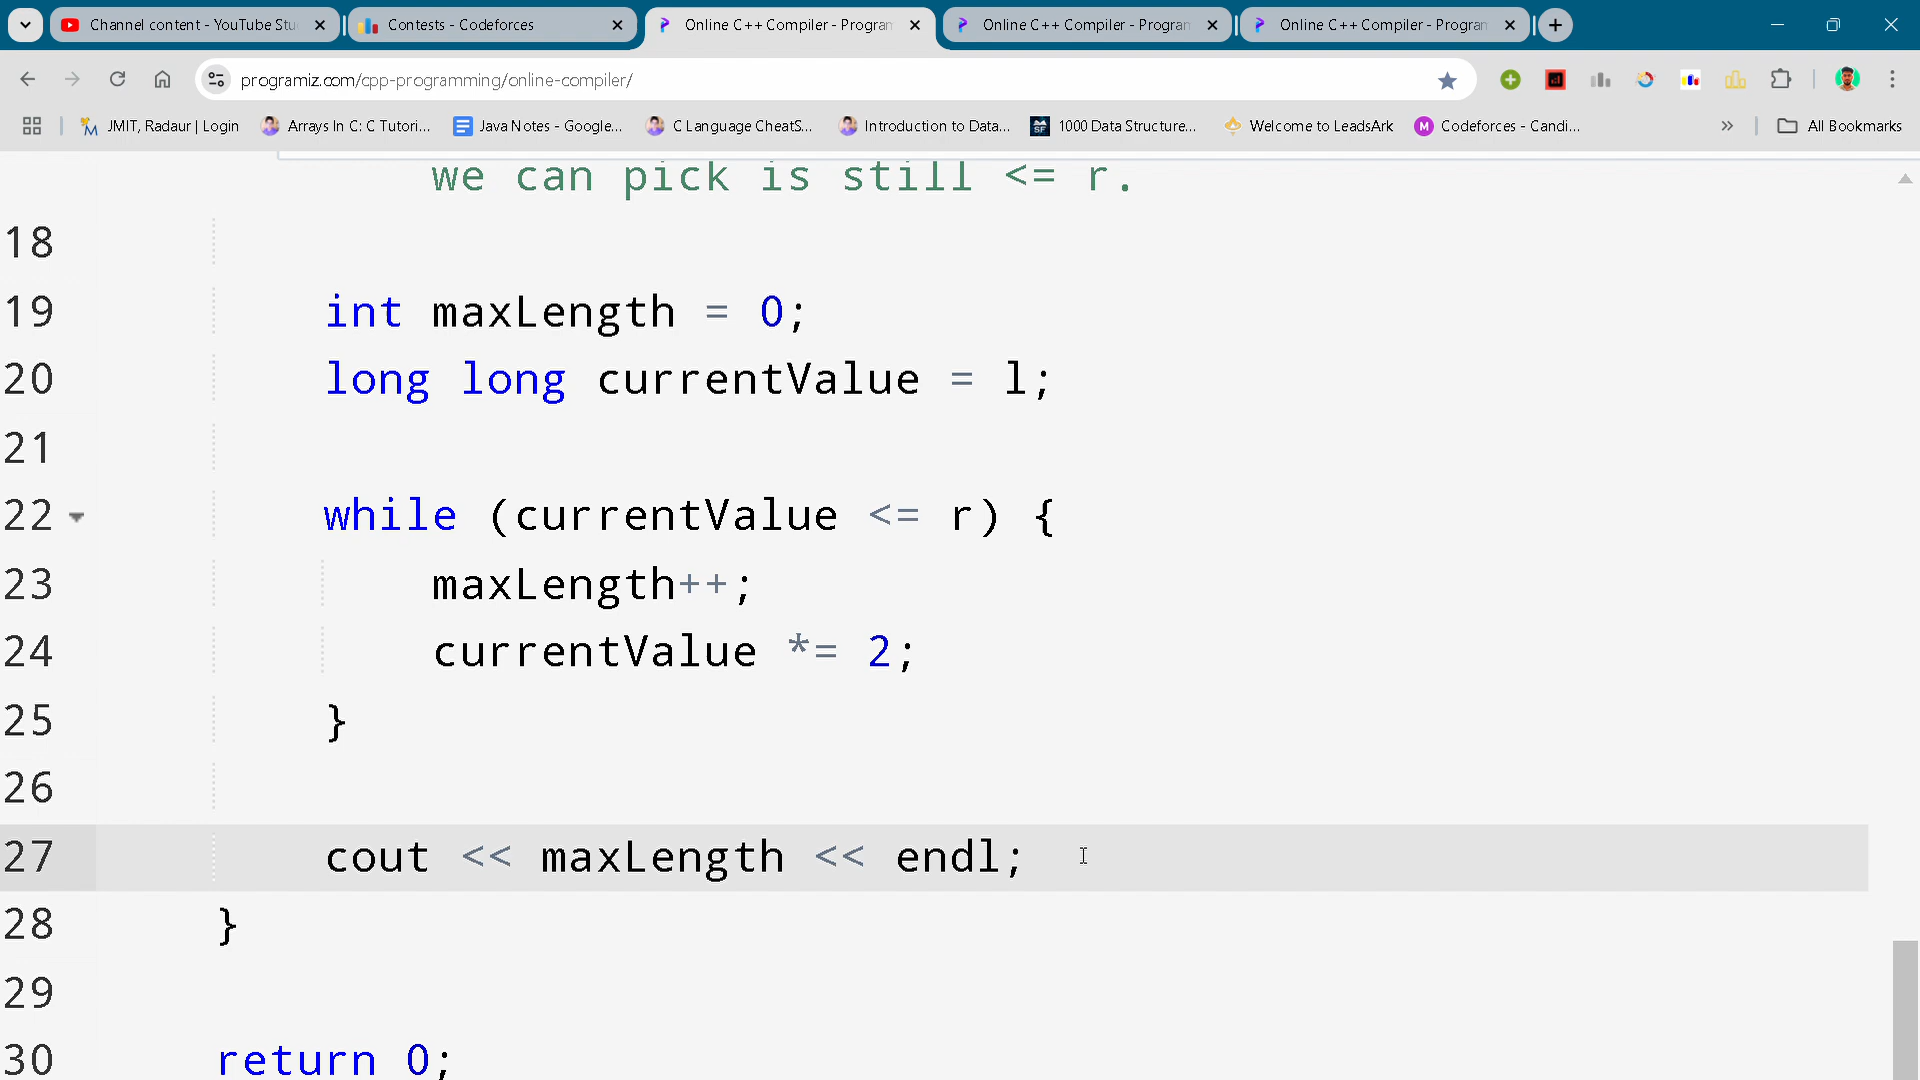 Channel content - YouTube Stu
Contests - Codeforces
Online C++ Compiler - Program
Online C++ Compiler - Program
Online C++ Compiler - Program
programiz.com/cpp-programming/online-compiler/
JMIT, Radaur | Login
Arrays In C: C Tutori...
Java Notes - Google...
C Language CheatS...
Introduction to Data...
1000 Data Structure...
Welcome to LeadsArk
Codeforces - Candi...
All Bookmarks
we can pick is still <= r.
18
19 int maxLength = 0;
20 long long currentValue = l;
21
22 while (currentValue <= r) {
23 maxLength++;
24 currentValue *= 2;
25 }
26
27 cout << maxLength << endl;
28 }
29
30 return 0;